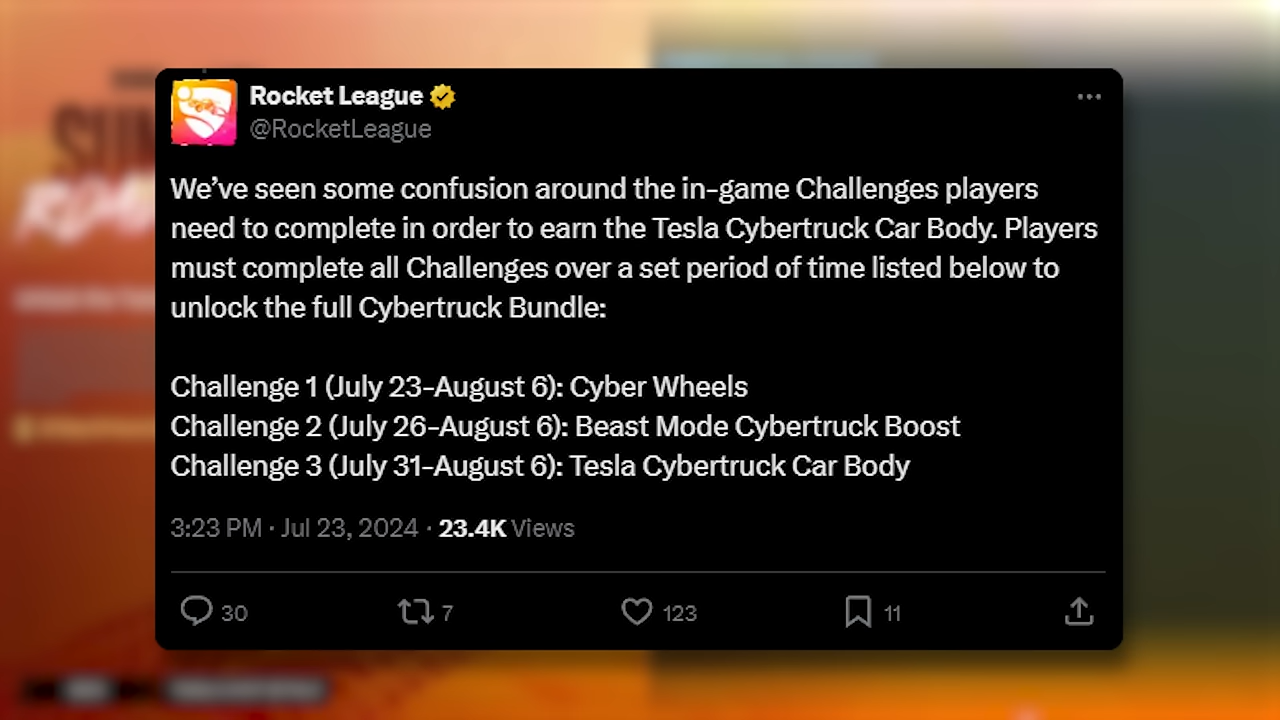 Rocket League
@RocketLeague
We’ve seen some confusion around the in-game Challenges players
need to complete in order to earn the Tesla Cybertruck Car Body. Players
must complete all Challenges over a set period of time listed below to
unlock the full Cybertruck Bundle:
Challenge 1 (July 23-August 6): Cyber Wheels
Challenge 2 (July 26-August 6): Beast Mode Cybertruck Boost
Challenge 3 (July 31-August 6): Tesla Cybertruck Car Body
3:23 PM · Jul 23, 2024 · 23.4K Views
30 7 123 11